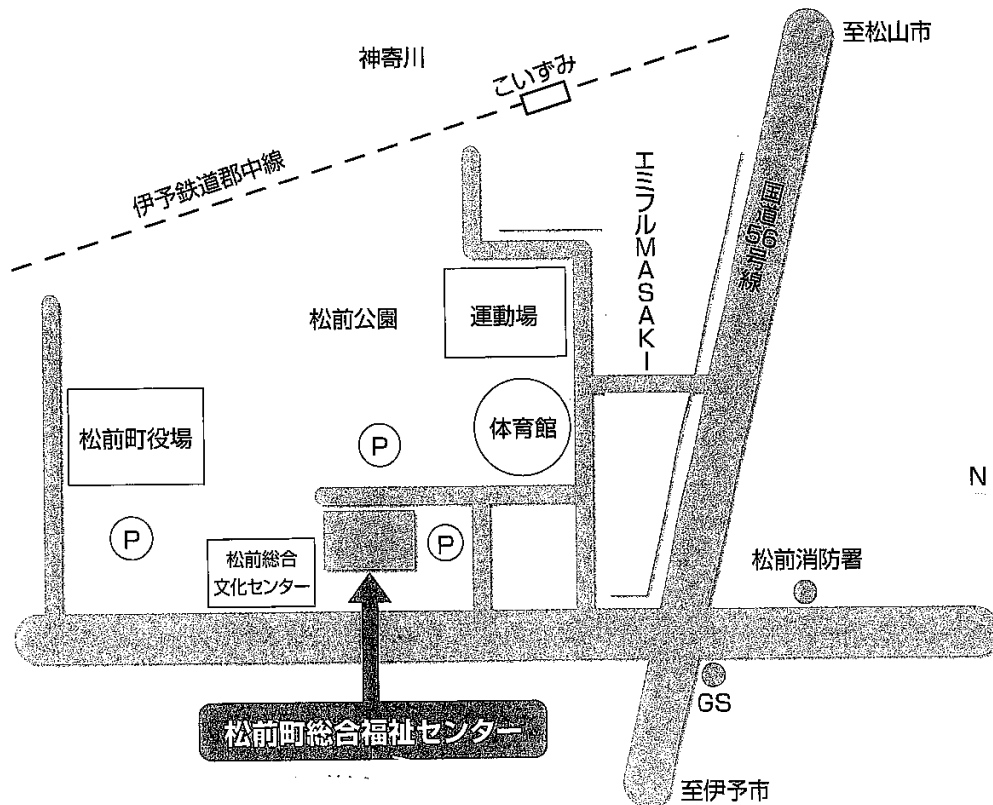 至松山市
神寄川
こいずみ
伊予鉄道郡中線
エミフルMASAKI
国道56号線
松前公園
運動場
松前町役場
体育館
P
N
P
P
松前総合
文化センター
松前消防署
GS
松前町総合福祉センター
至伊予市